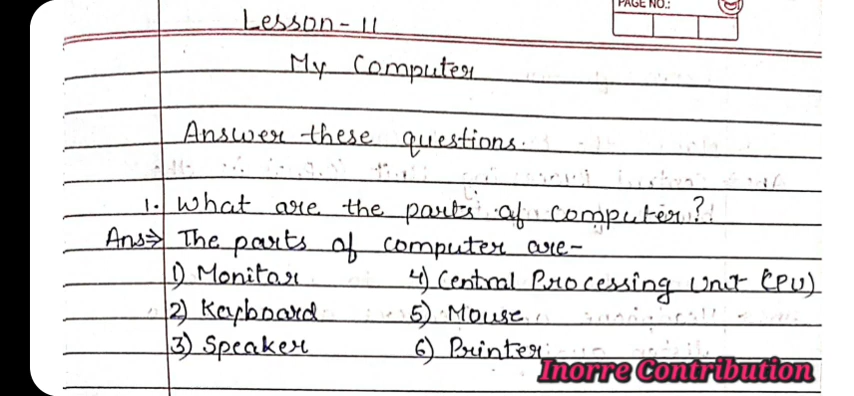 PAGE NO.:
Lesson - 11
My Computer
Answer these questions.
1. What are the parts of computer?
Ans⇒ The parts of computer are-
1) Monitor 4) Central Processing Unit (CPU)
2) Keyboard 5) Mouse
3) Speaker 6) Printer
Inorre Contribution